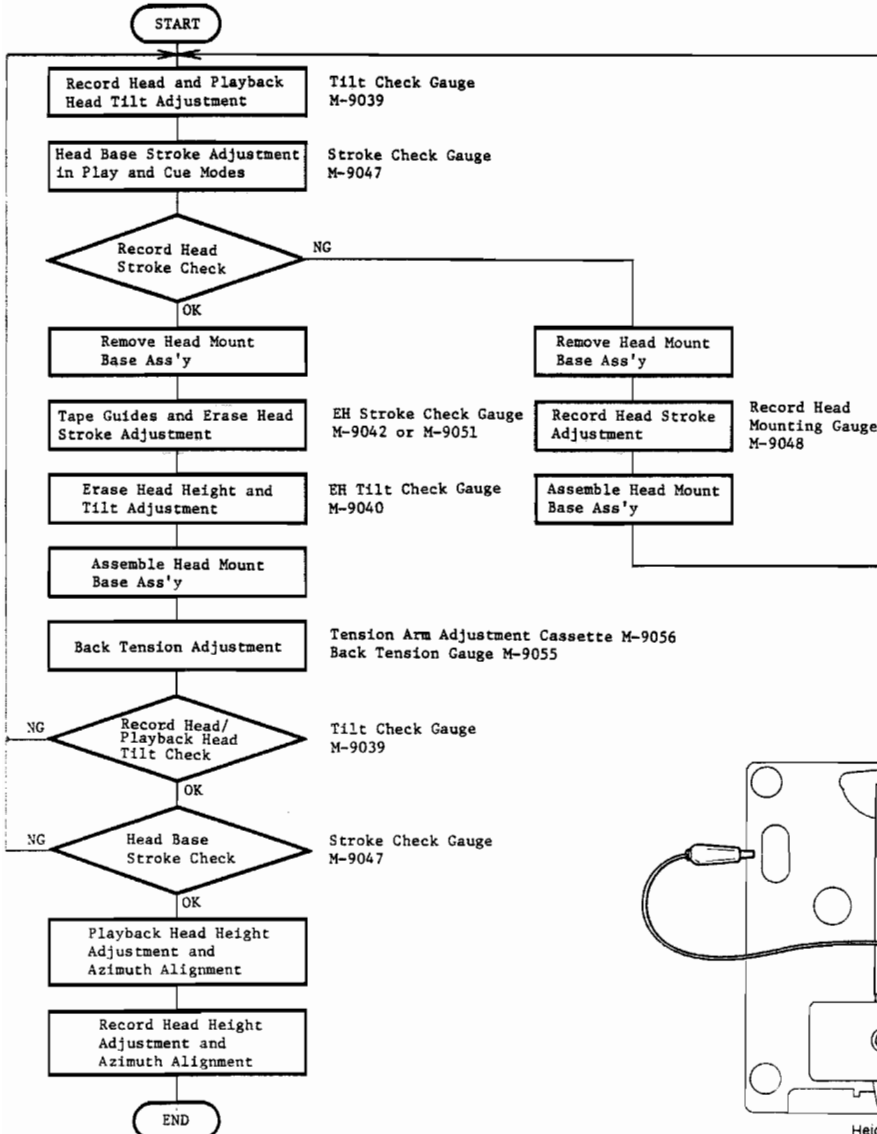 START
Record Head and Playback
Head Tilt Adjustment
Tilt Check Gauge
M-9039
Head Base Stroke Adjustment
in Play and Cue Modes
Stroke Check Gauge
M-9047
Record Head
Stroke Check
NG
OK
Remove Head Mount
Base Ass'y
Remove Head Mount
Base Ass'y
Tape Guides and Erase Head
Stroke Adjustment
EH Stroke Check Gauge
M-9042 or M-9051
Record Head Stroke
Adjustment
Record Head
Mounting Gauge
M-9048
Erase Head Height and
Tilt Adjustment
EH Tilt Check Gauge
M-9040
Assemble Head Mount
Base Ass'y
Assemble Head Mount
Base Ass'y
Back Tension Adjustment
Tension Arm Adjustment Cassette M-9056
Back Tension Gauge M-9055
NG
Record Head/
Playback Head
Tilt Check
Tilt Check Gauge
M-9039
OK
NG
Head Base
Stroke Check
Stroke Check Gauge
M-9047
OK
Playback Head Height
Adjustment and
Azimuth Alignment
Record Head Height
Adjustment and
Azimuth Alignment
END